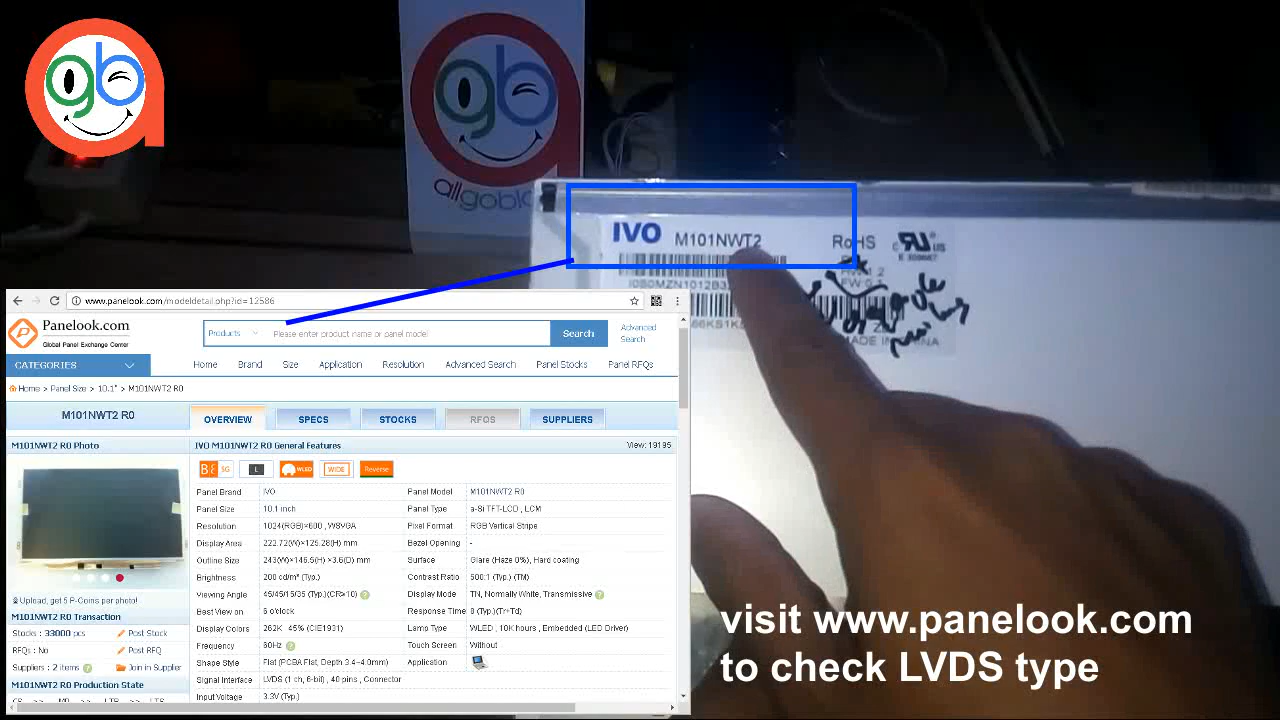 gb
allgoblo
IVO M101NWT2
RoHS
c US
www.panelook.com/modeldetail.php?id=12586
Panelook.com
Global Panel Exchange Center
Products
Please enter product name or panel model
Search
Advanced Search
CATEGORIES
Home Brand Size Application Resolution Advanced Search Panel Stocks Panel RFQs
Home > Panel Size > 10.1" > M101NWT2 R0
M101NWT2 R0
OVERVIEW SPECS STOCKS RFQS SUPPLIERS
M101NWT2 R0 Photo
IVO M101NWT2 R0 General Features View: 19195
L WLED WIDE Reverse
Panel Brand IVO Panel Model M101NWT2 R0
Panel Size 10.1 inch Panel Type a-Si TFT-LCD , LCM
Resolution 1024(RGB)×600 , WSVGA Pixel Format RGB Vertical Stripe
Display Area 222.72(W)×125.28(H) mm Bezel Opening -
Outline Size 243(W)×146.5(H) ×3.6(D) mm Surface Glare (Haze 0%), Hard coating
Brightness 200 cd/m² (Typ.) Contrast Ratio 500:1 (Typ.) (TM)
Viewing Angle 45/45/15/35 (Typ.)(CR>10) Display Mode TN, Normally White, Transmissive
Best View on 6 o'clock Response Time 8 (Typ.)(Tr+Td)
Display Colors 262K 45% (CIE1931) Lamp Type WLED , 10K hours , Embedded (LED Driver)
Frequency 60Hz Touch Screen Without
Shape Style Flat (PCBA Flat, Depth 3.4~4.0mm) Application
Signal Interface LVDS (1 ch, 6-bit) , 40 pins , Connector
Input Voltage 3.3V (Typ.)
Upload, get 5 P-Coins per photo!
M101NWT2 R0 Transaction
Stocks : 33000 pcs Post Stock
RFQs : No Post RFQ
Suppliers : 2 items Join in Supplier
M101NWT2 R0 Production State
visit www.panelook.com
to check LVDS type